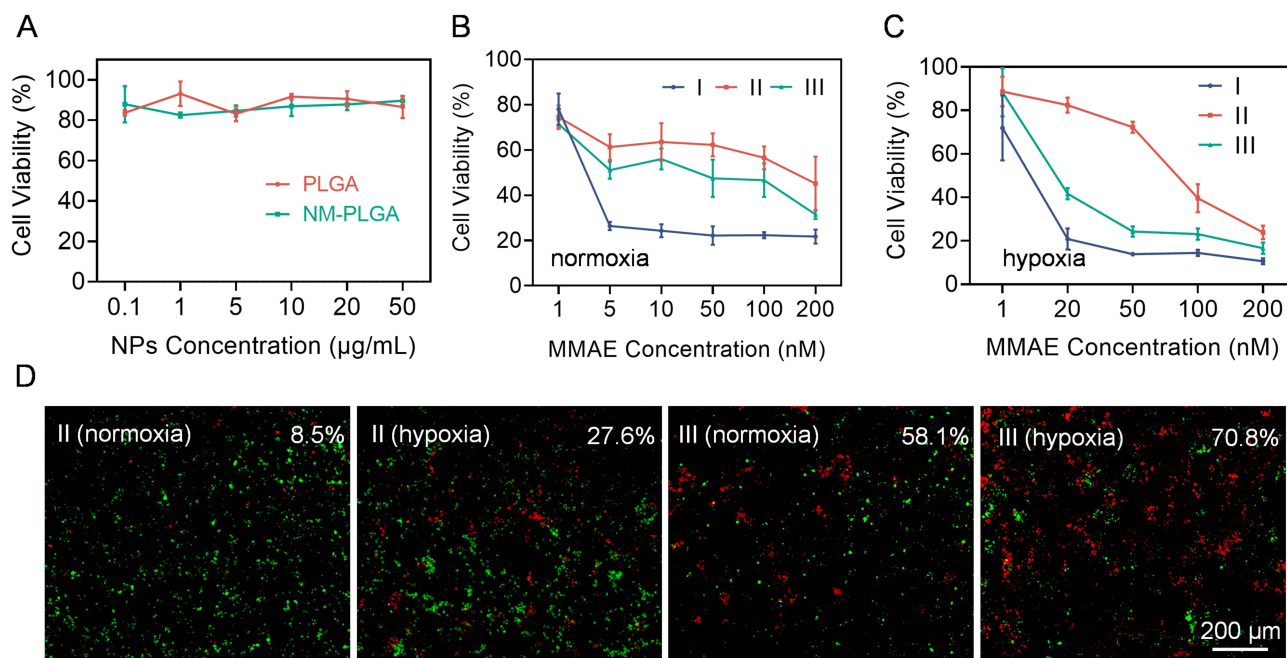 A
Cell Viability (%)
100
80
60
40
20
0
PLGA
NM-PLGA
0.1 1 5 10 20 50
NPs Concentration (µg/mL)
B
Cell Viability (%)
100
80
60
40
20
0
I II III
normoxia
1 5 10 50 100 200
MMAE Concentration (nM)
C
Cell Viability (%)
100
80
60
40
20
0
I
II
III
hypoxia
1 20 50 100 200
MMAE Concentration (nM)
D
II (normoxia) 8.5%
II (hypoxia) 27.6%
III (normoxia) 58.1%
III (hypoxia) 70.8%
200 µm